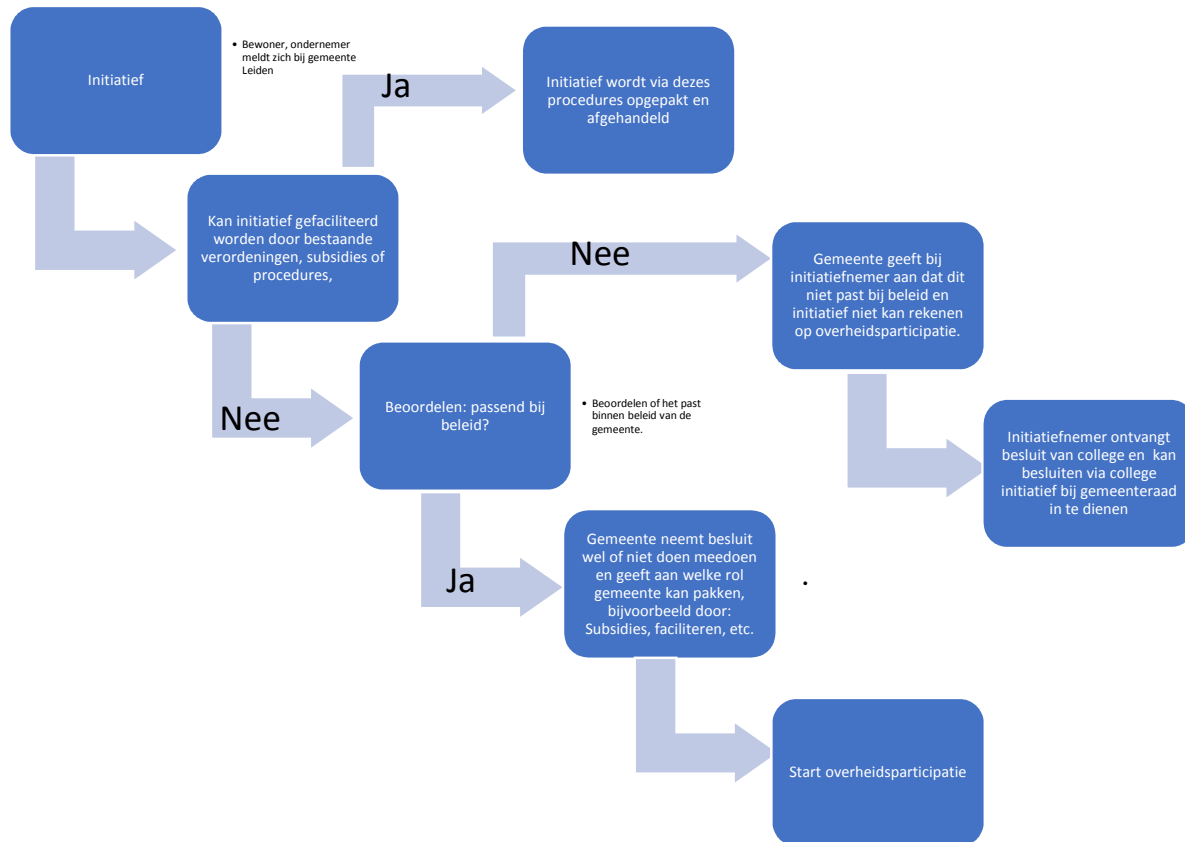 Initiatief
• Bewoner, ondernemer
meldt zich bij gemeente
Leiden
Ja
Initiatief wordt via dezes
procedures opgepakt en
afgehandeld
Kan initiatief gefaciliteerd
worden door bestaande
verordeningen, subsidies of
procedures,
Nee
Gemeente geeft bij
initiatiefnemer aan dat dit
niet past bij beleid en
initiatief niet kan rekenen
op overheidsparticipatie.
Nee
Beoordelen: passend bij
beleid?
• Beoordelen of het past
binnen beleid van de
gemeente.
Initiatiefnemer ontvangt
besluit van college en  kan
besluiten via college
initiatief bij gemeenteraad
in te dienen
Ja
Gemeente neemt besluit
wel of niet doen meedoen
en geeft aan welke rol
gemeente kan pakken,
bijvoorbeeld door:
Subsidies, faciliteren, etc.
•
Start overheidsparticipatie